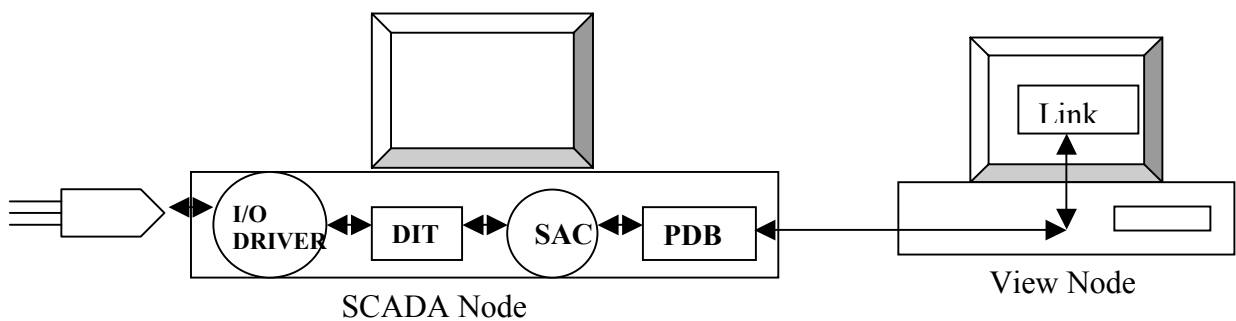 Link
I/O
DRIVER
DIT
SAC
PDB
View Node
SCADA Node